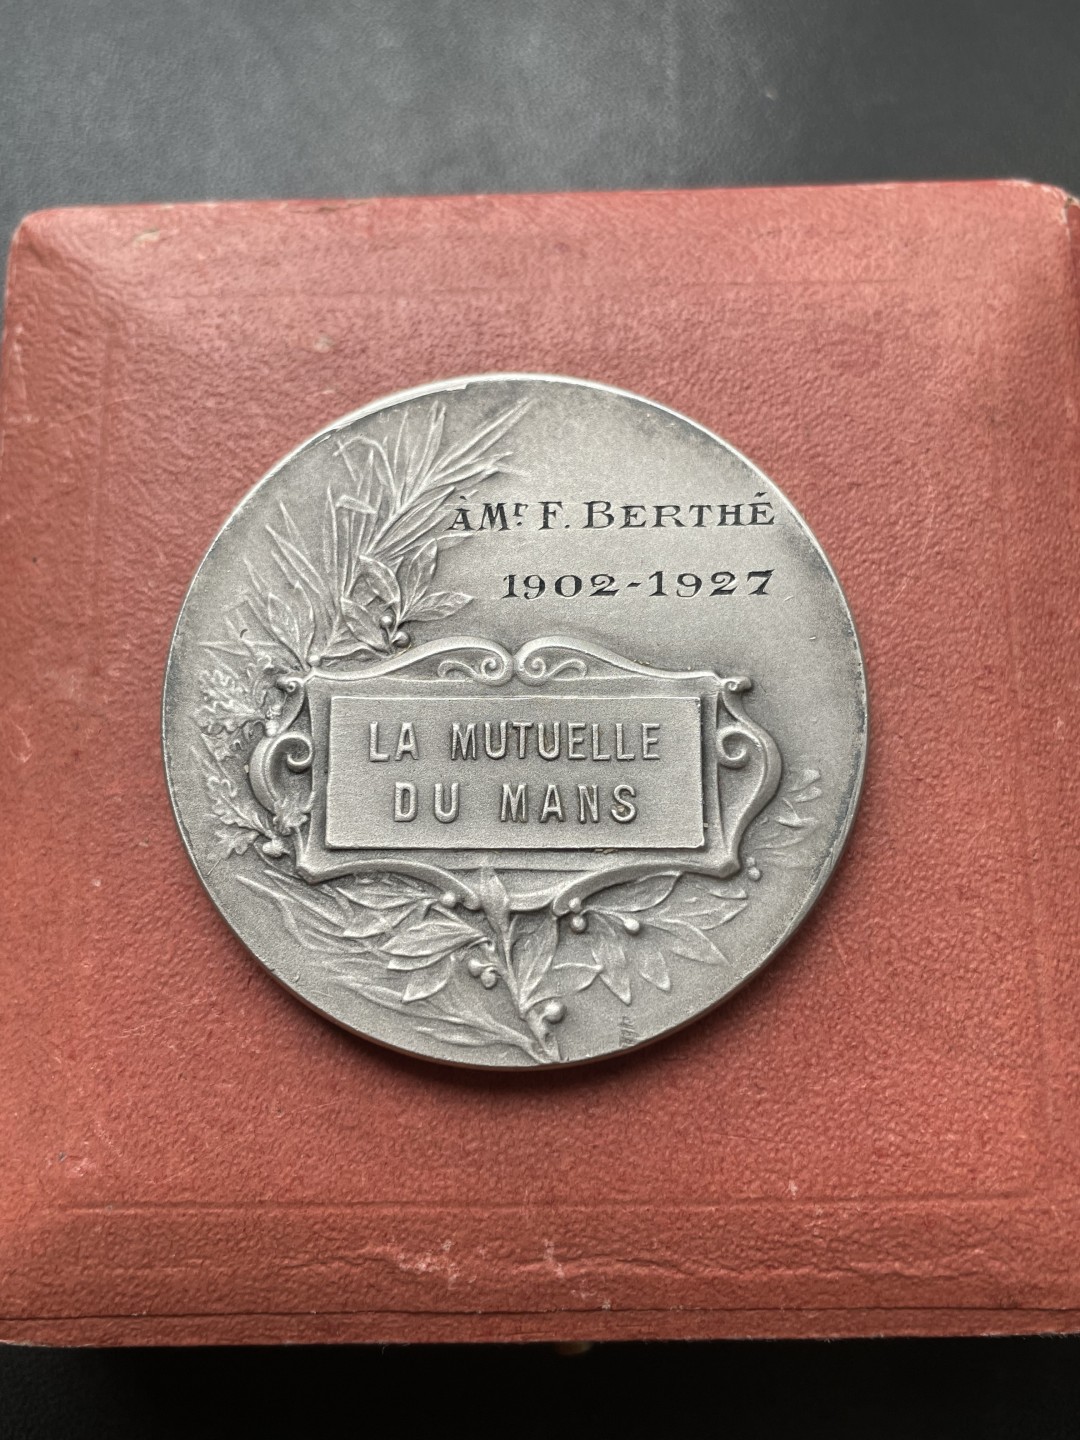 À Mr F. BERTHÉ
1902-1927
LA MUTUELLE
DU MANS